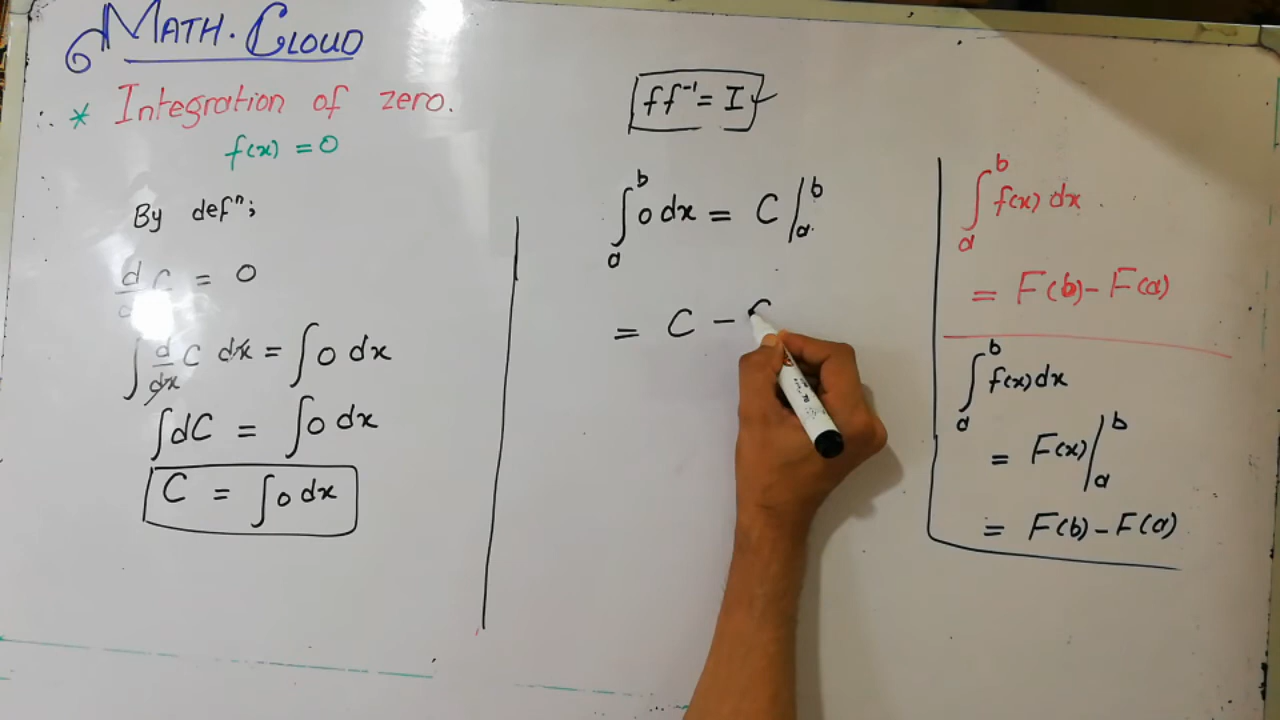 MATH. CLOUD
* Integration of zero.
f(x) = 0
By defⁿ;
d C = 0
∫ d/dx C dx = ∫ 0 dx
∫dC = ∫0 dx
C = ∫0 dx
ff⁻¹ = I
∫ₐᵇ 0 dx = C |ₐᵇ
= C - C
∫ₐᵇ f(x) dx
= F(b) - F(a)
∫ₐᵇ f(x) dx
= F(x) |ₐᵇ
= F(b) - F(a)